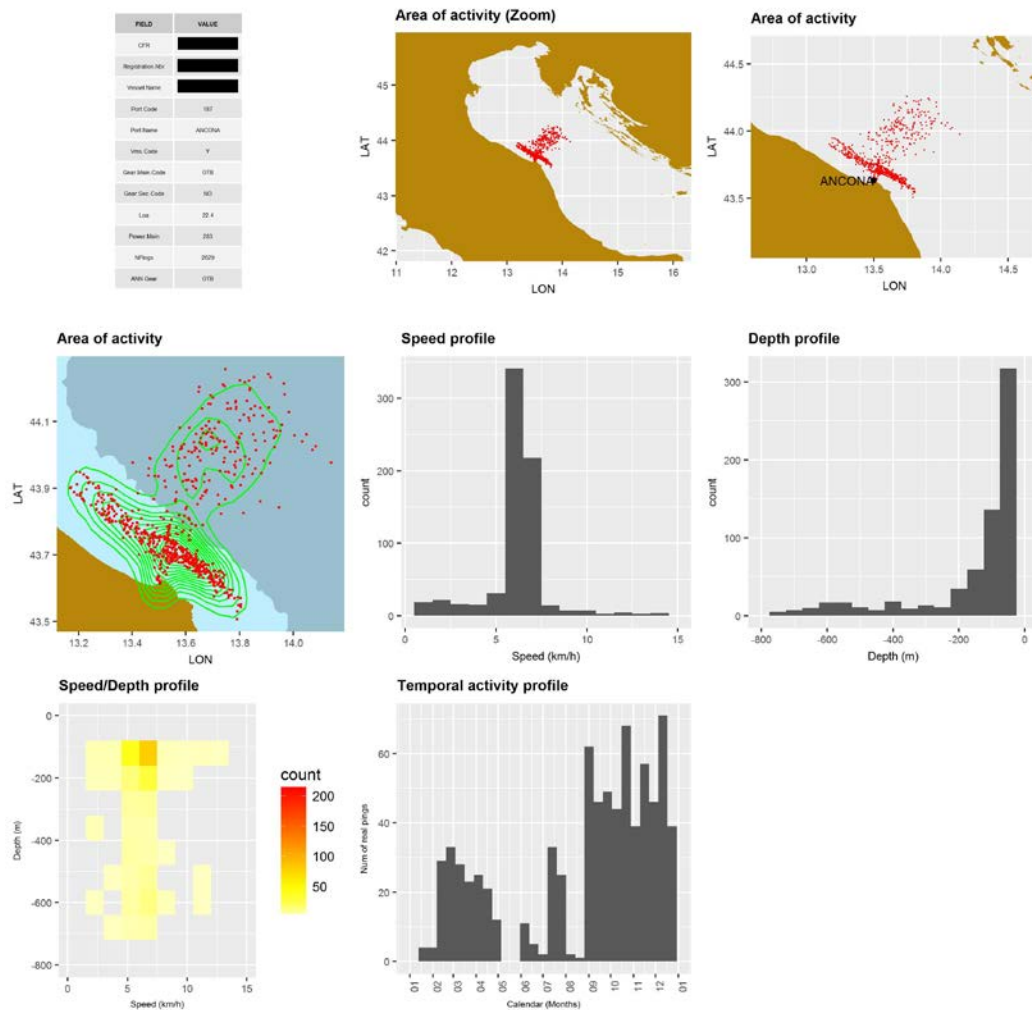 FIELD VALUE
CFR
Registration Nbr
Vessel Name
Port Code 187
Port Name ANCONA
Vms Code Y
Gear Main Code OTB
Gear Sec Code NO
Loa 22.4
Power Main 283
NPings 2629
ANN Gear OTB
Area of activity (Zoom)
LAT
45
44
43
42
11 12 13 14 15 16
LON
Area of activity
LAT
44.5
44.0
43.5
ANCONA
13.0 13.5 14.0 14.5
LON
Area of activity
LAT
44.1
43.9
43.7
43.5
13.2 13.4 13.6 13.8 14.0
LON
Speed profile
count
300
200
100
0
0 5 10 15
Speed (km/h)
Depth profile
count
300
200
100
0
-800 -600 -400 -200 0
Depth (m)
Speed/Depth profile
Depth (m)
0
-200
-400
-600
-800
0 5 10 15
Speed (km/h)
count
200
150
100
50
Temporal activity profile
Num of real pings
60
40
20
0
01 02 03 04 05 06 07 08 09 10 11 12 01
Calendar (Months)